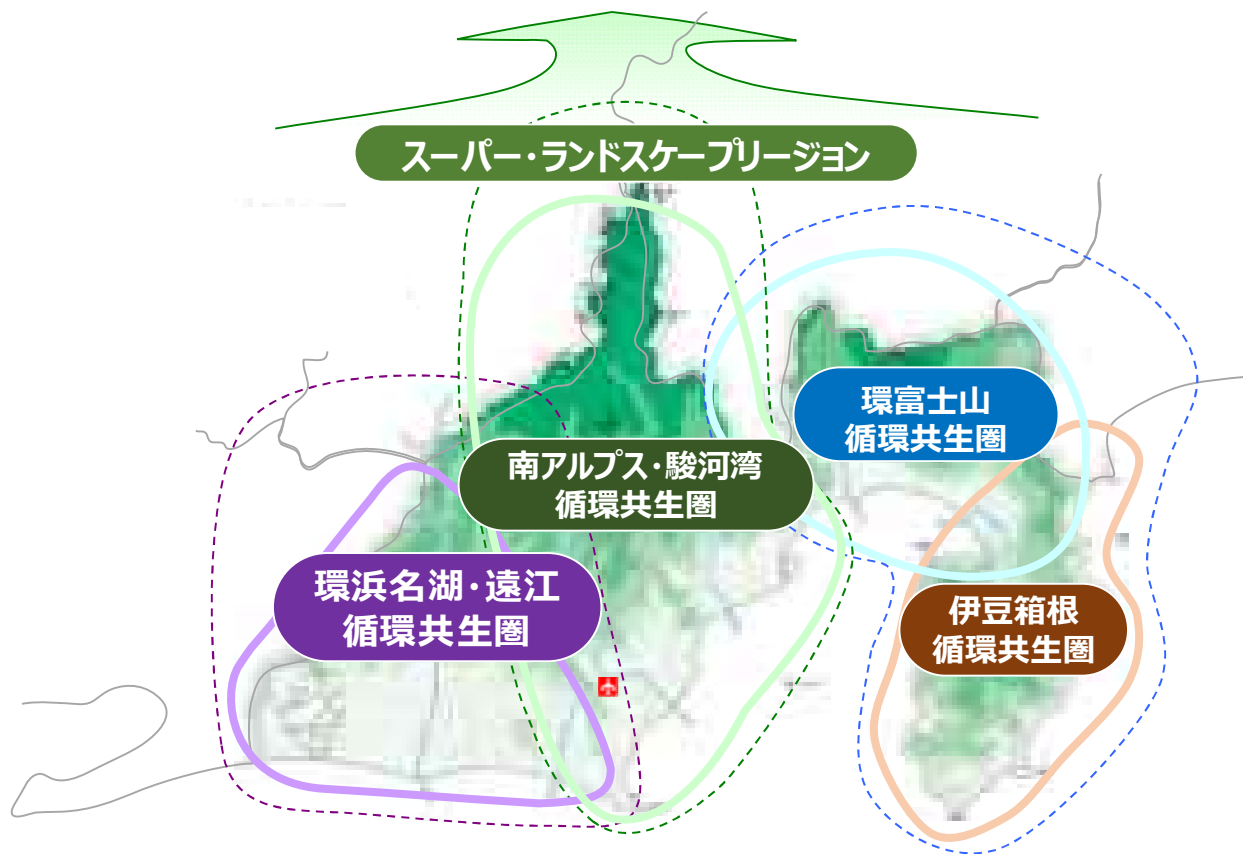 スーパー・ランドスケープリージョン
環富士山
循環共生圏
南アルプス・駿河湾
循環共生圏
環浜名湖・遠江
循環共生圏
伊豆箱根
循環共生圏